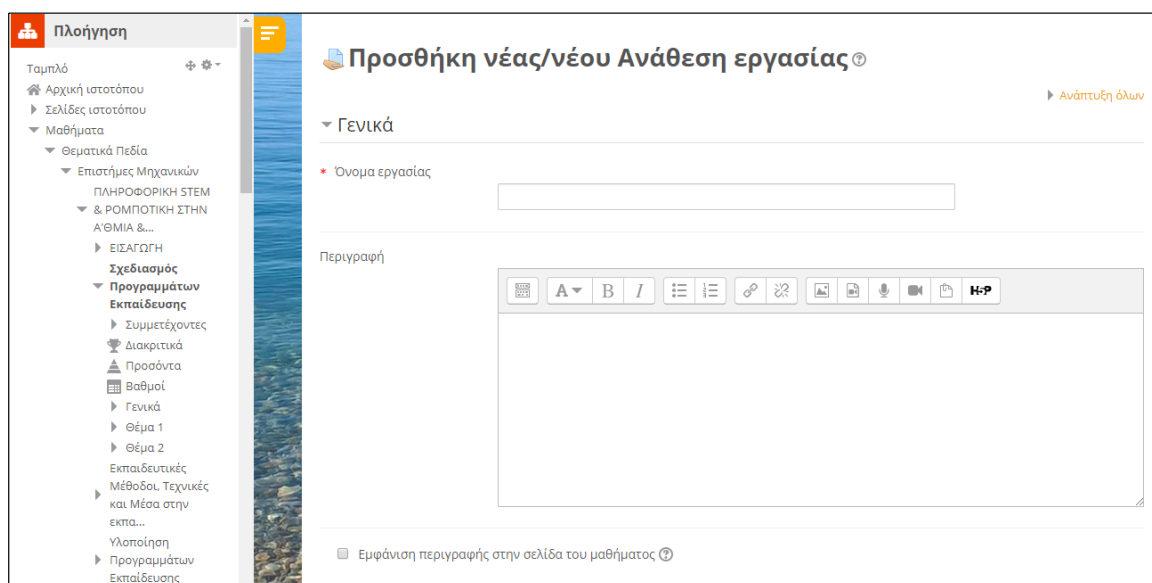 Πλοήγηση
Ταμπλό
Αρχική ιστοτόπου
Σελίδες ιστοτόπου
Μαθήματα
Θεματικά Πεδία
Επιστήμες Μηχανικών
ΠΛΗΡΟΦΟΡΙΚΗ STEM
& ΡΟΜΠΟΤΙΚΗ ΣΤΗΝ
Α'ΘΜΙΑ &...
ΕΙΣΑΓΩΓΗ
Σχεδιασμός
Προγραμμάτων
Εκπαίδευσης
Συμμετέχοντες
Διακριτικά
Προσόντα
Βαθμοί
Γενικά
Θέμα 1
Θέμα 2
Εκπαιδευτικές
Μέθοδοι, Τεχνικές
και Μέσα στην
εκπα...
Υλοποίηση
Προγραμμάτων
Εκπαίδευσης
Προσθήκη νέας/νέου Ανάθεση εργασίας
Ανάπτυξη όλων
Γενικά
* Όνομα εργασίας
Περιγραφή
A B I H5P
Εμφάνιση περιγραφής στην σελίδα του μαθήματος